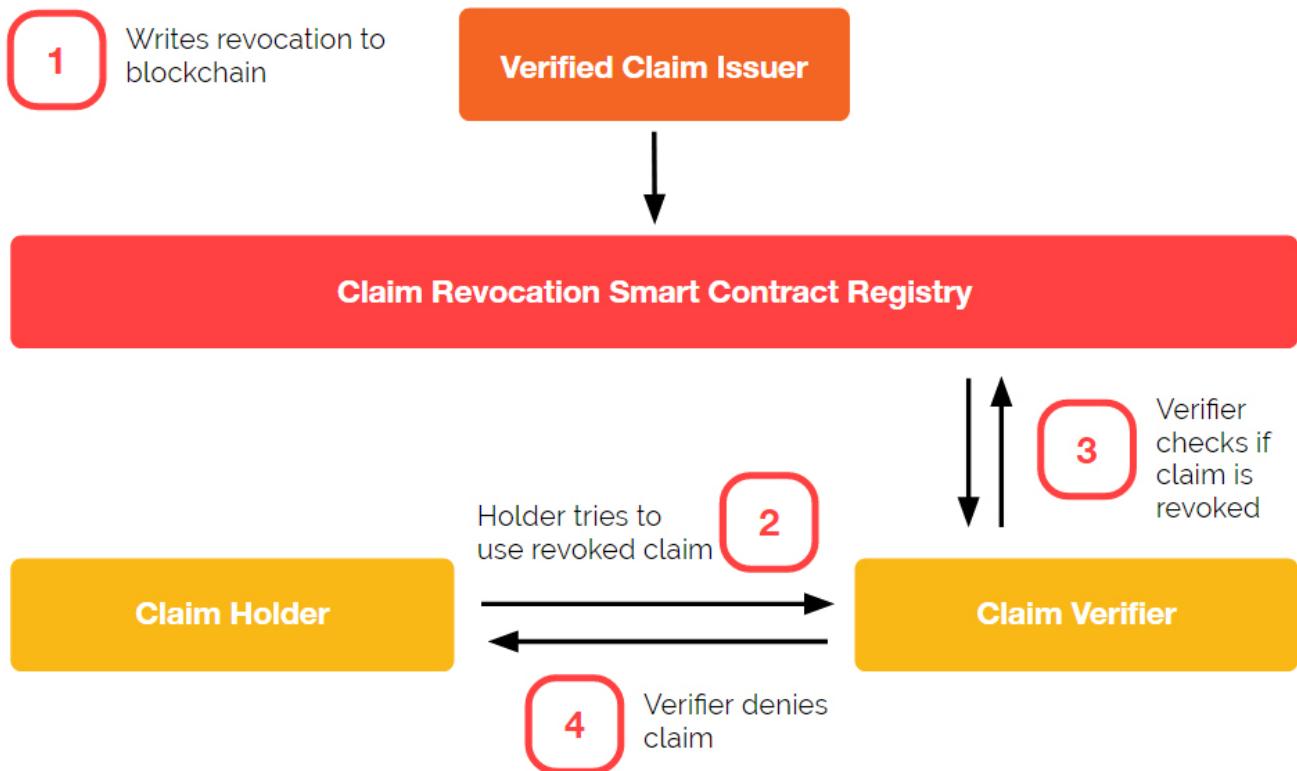 1
Writes revocation to
blockchain
Verified Claim Issuer
Claim Revocation Smart Contract Registry
3
Verifier
checks if
claim is
revoked
Holder tries to
use revoked claim
2
Claim Holder
Claim Verifier
4
Verifier denies
claim